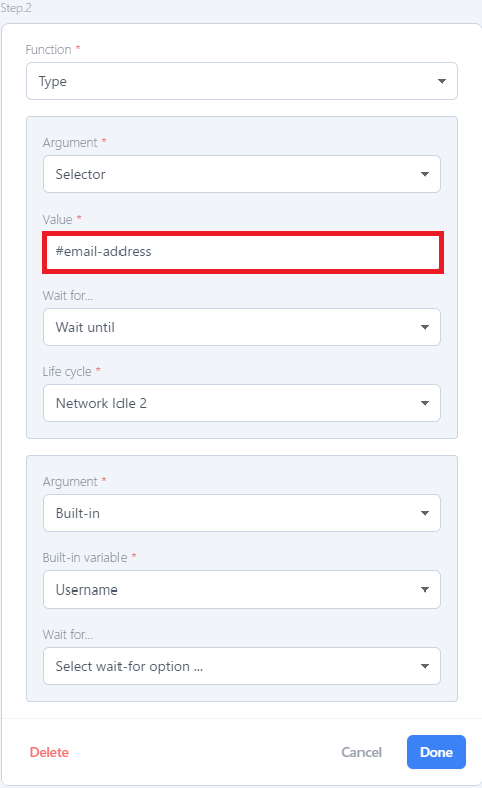 Step.2
Function *
Type
Argument *
Selector
Value *
#email-address
Wait for...
Wait until
Life cycle *
Network Idle 2
Argument *
Built-in
Built-in variable *
Username
Wait for...
Select wait-for option ...
Delete Cancel Done